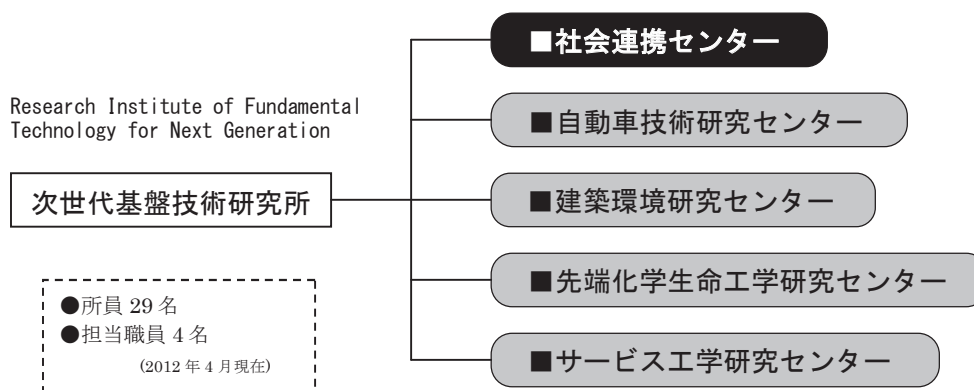 ■社会連携センター
Research Institute of Fundamental
Technology for Next Generation
■自動車技術研究センター
次世代基盤技術研究所
■建築環境研究センター
■先端化学生命工学研究センター
●所員 29 名
●担当職員 4 名
(2012 年 4 月現在)
■サービス工学研究センター